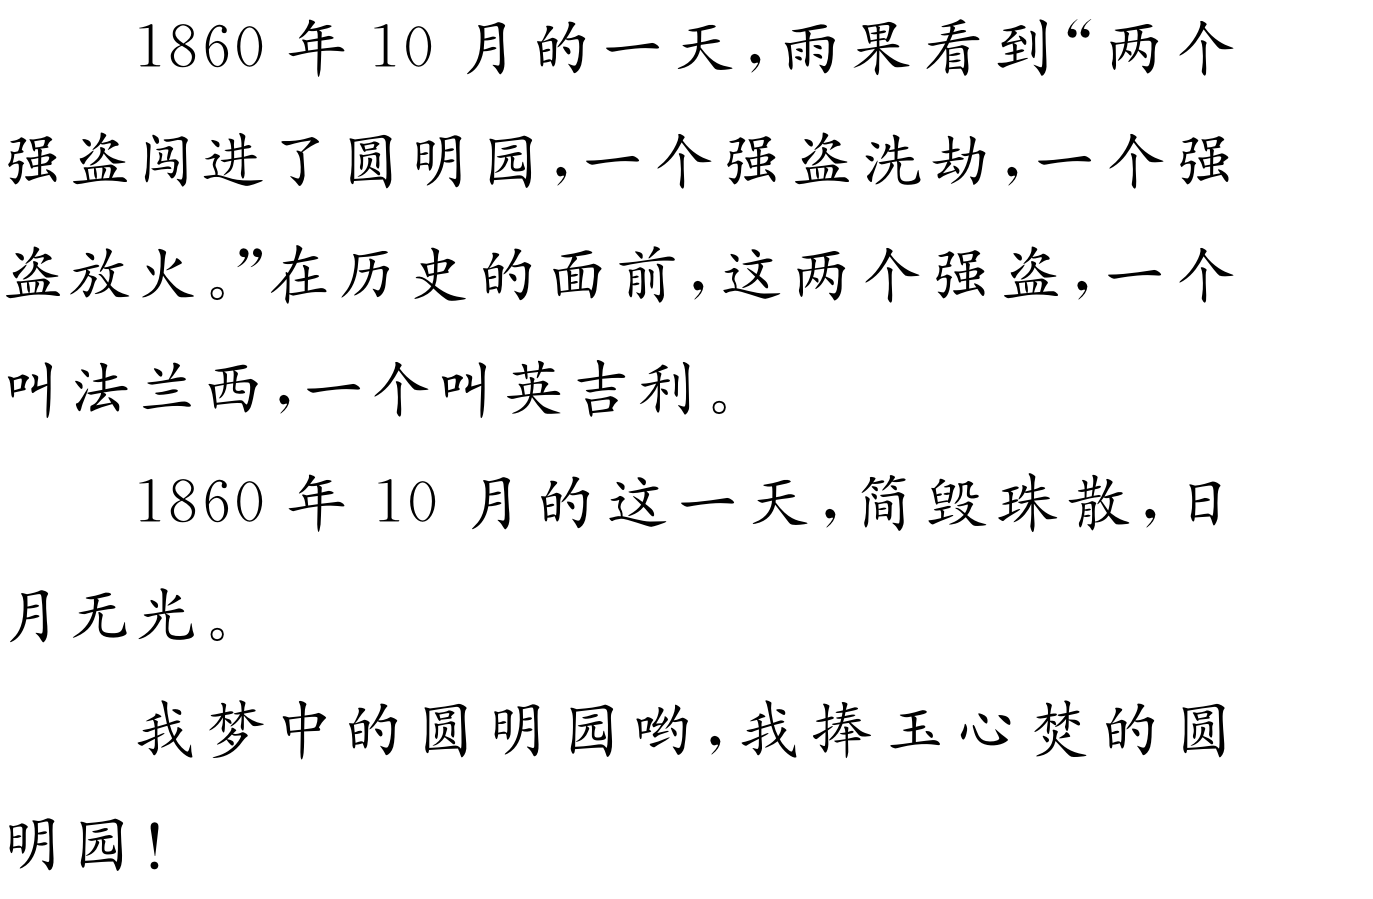 1860 年 10 月的一天,雨果看到“两个
强盗闯进了圆明园,一个强盗洗劫,一个强
盗放火。”在历史的面前,这两个强盗,一个
叫法兰西,一个叫英吉利。
1860 年 10 月的这一天,简毁珠散,日
月无光。
我梦中的圆明园哟,我捧玉心焚的圆
明园!